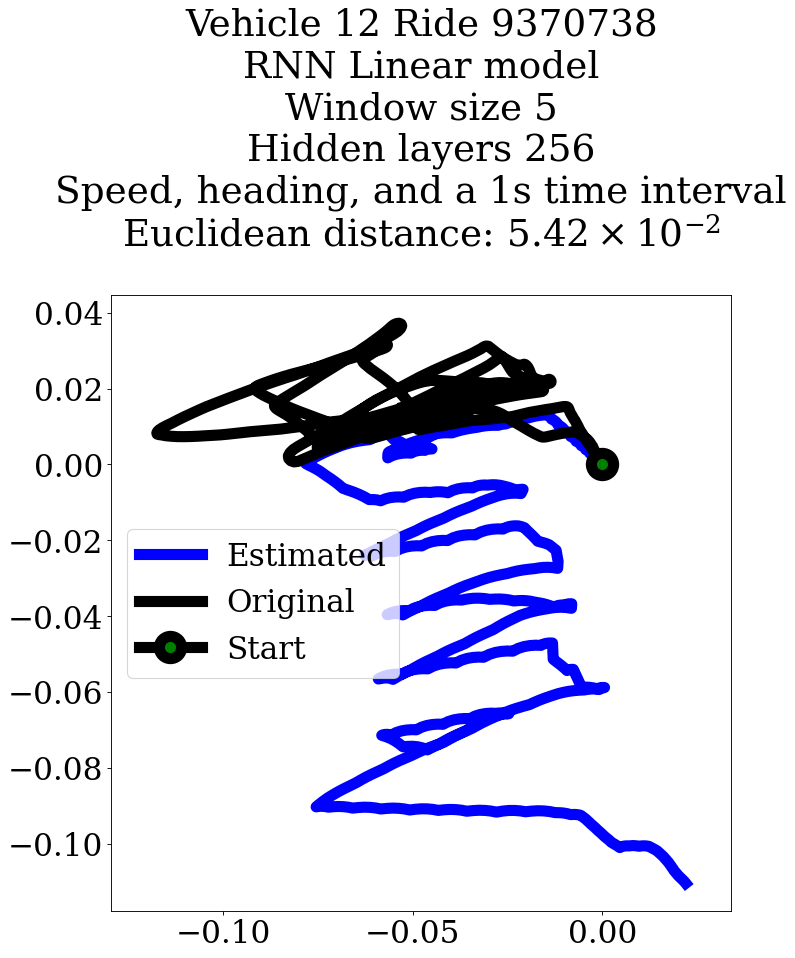 Vehicle 12 Ride 9370738
RNN Linear model
Window size 5
Hidden layers 256
Speed, heading, and a 1s time interval
Euclidean distance: 5.42 × 10⁻²
0.04
0.02
0.00
−0.02
−0.04
−0.06
−0.08
−0.10
Estimated
Original
Start
−0.10
−0.05
0.00